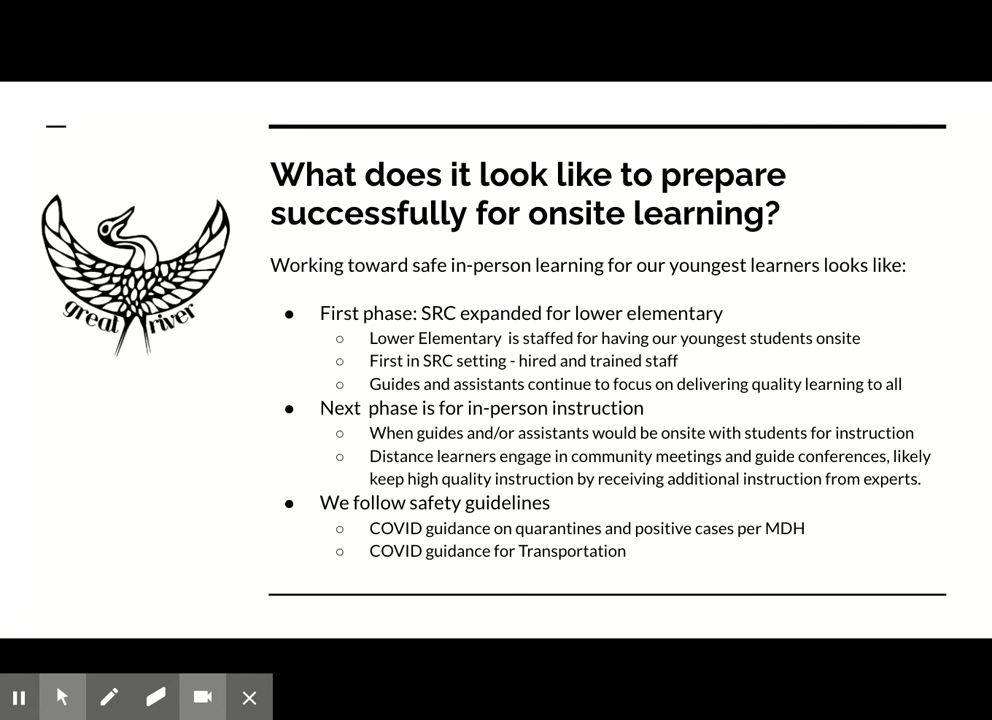 What does it look like to prepare
successfully for onsite learning?
great river
Working toward safe in-person learning for our youngest learners looks like:
● First phase: SRC expanded for lower elementary
○ Lower Elementary is staffed for having our youngest students onsite
○ First in SRC setting - hired and trained staff
○ Guides and assistants continue to focus on delivering quality learning to all
● Next phase is for in-person instruction
○ When guides and/or assistants would be onsite with students for instruction
○ Distance learners engage in community meetings and guide conferences, likely
keep high quality instruction by receiving additional instruction from experts.
● We follow safety guidelines
○ COVID guidance on quarantines and positive cases per MDH
○ COVID guidance for Transportation